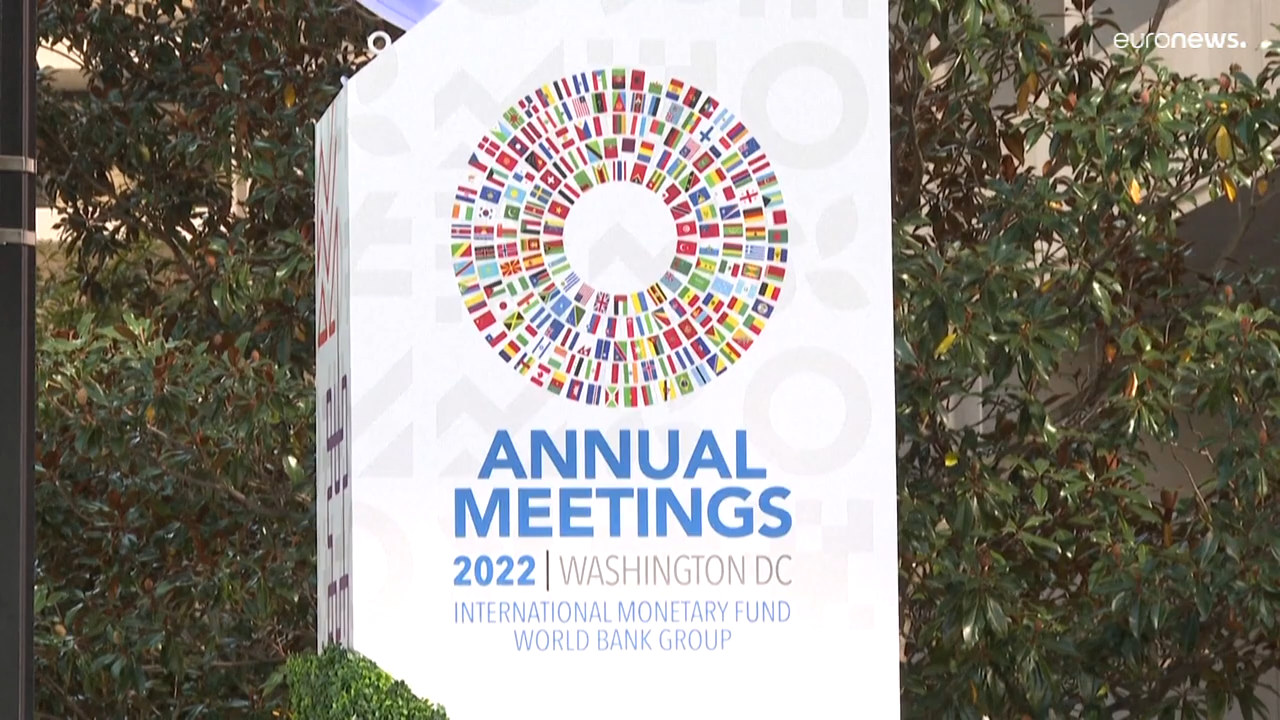 euronews.
ANNUAL
MEETINGS
2022 | WASHINGTON DC
INTERNATIONAL MONETARY FUND
WORLD BANK GROUP